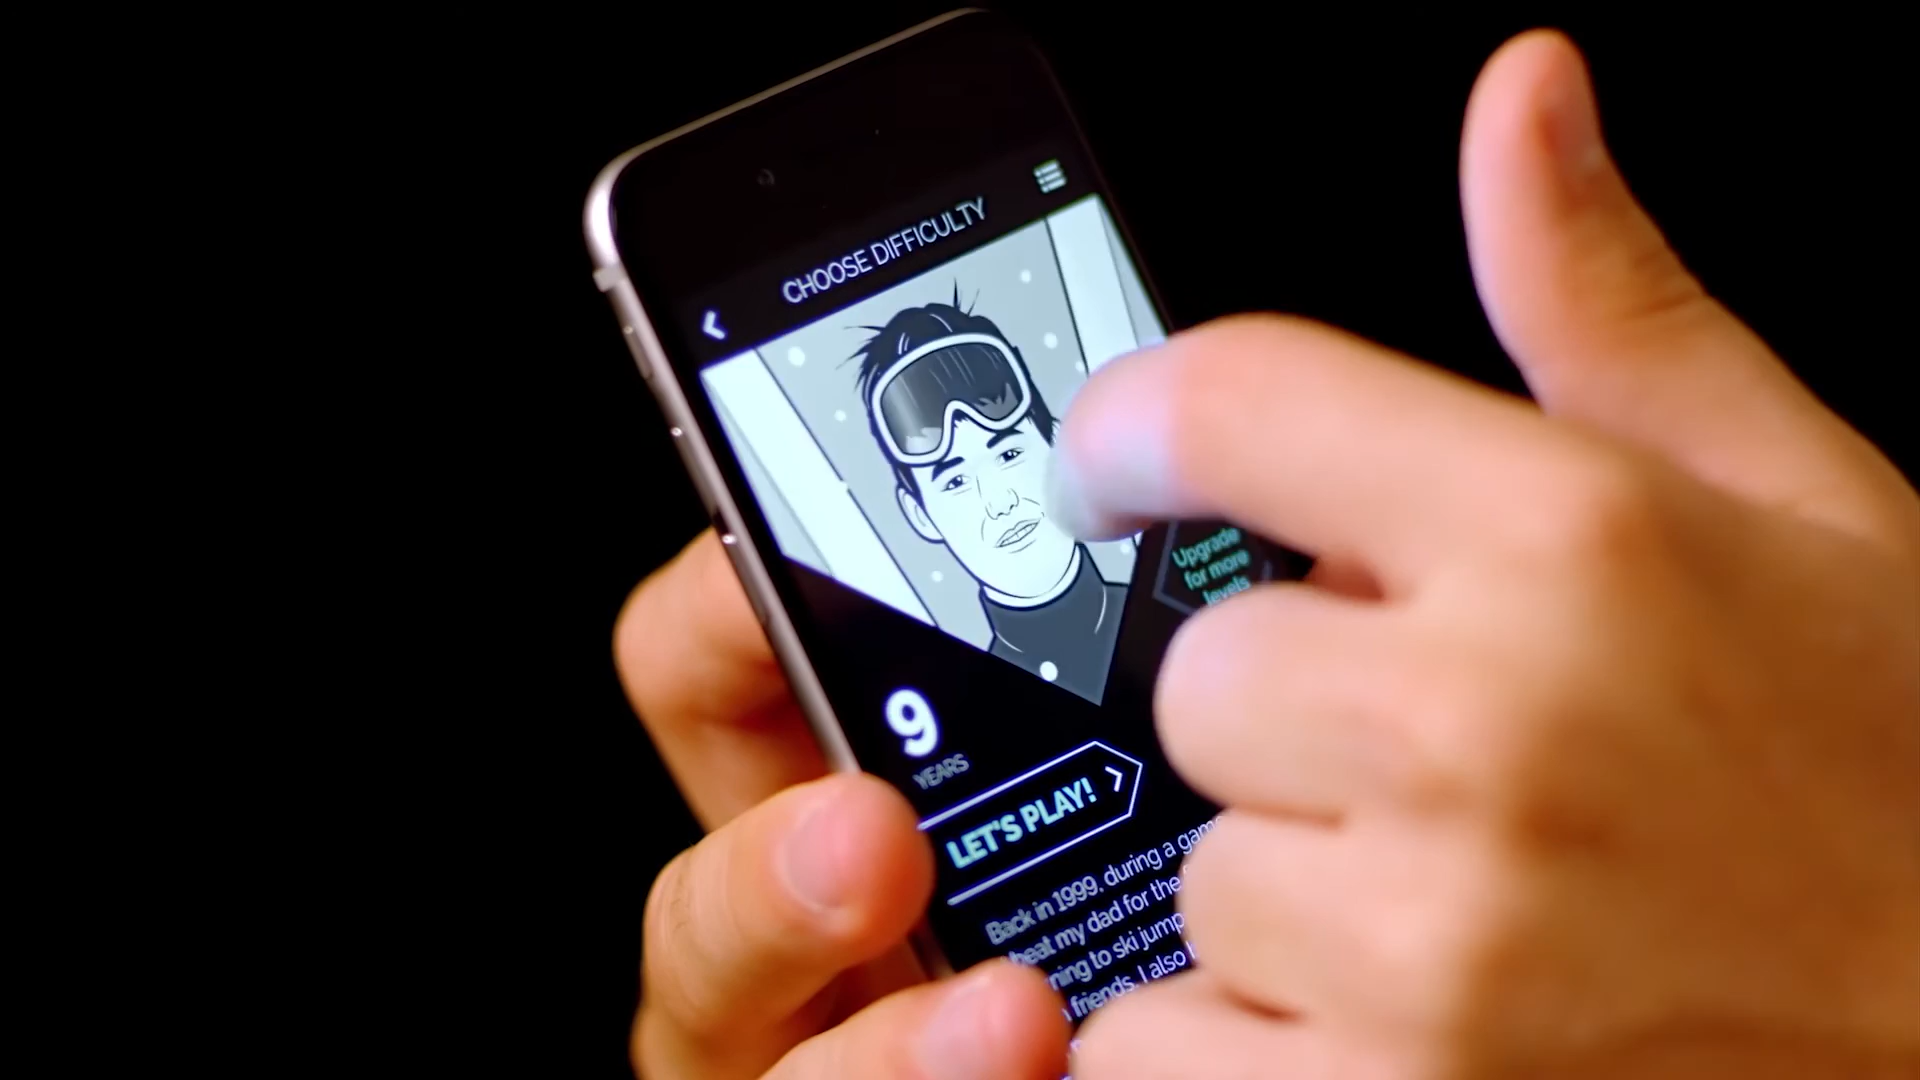 CHOOSE DIFFICULTY
Upgrade
for more
levels
9
YEARS
LET'S PLAY!
Back in 1999, during a game
beat my dad for the
ning to ski jump
friends. I also